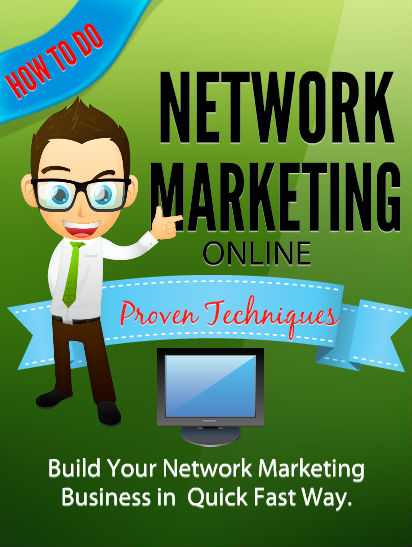 HOW TO DO
NETWORK
MARKETING
ONLINE
Proven Techniques
Build Your Network Marketing
Business in Quick Fast Way.